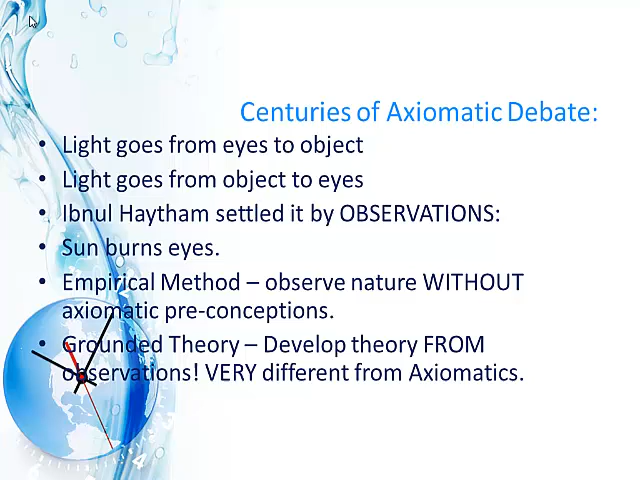 Centuries of Axiomatic Debate:
• Light goes from eyes to object
• Light goes from object to eyes
• Ibnul Haytham settled it by OBSERVATIONS:
• Sun burns eyes.
• Empirical Method – observe nature WITHOUT
axiomatic pre-conceptions.
• Grounded Theory – Develop theory FROM
observations! VERY different from Axiomatics.